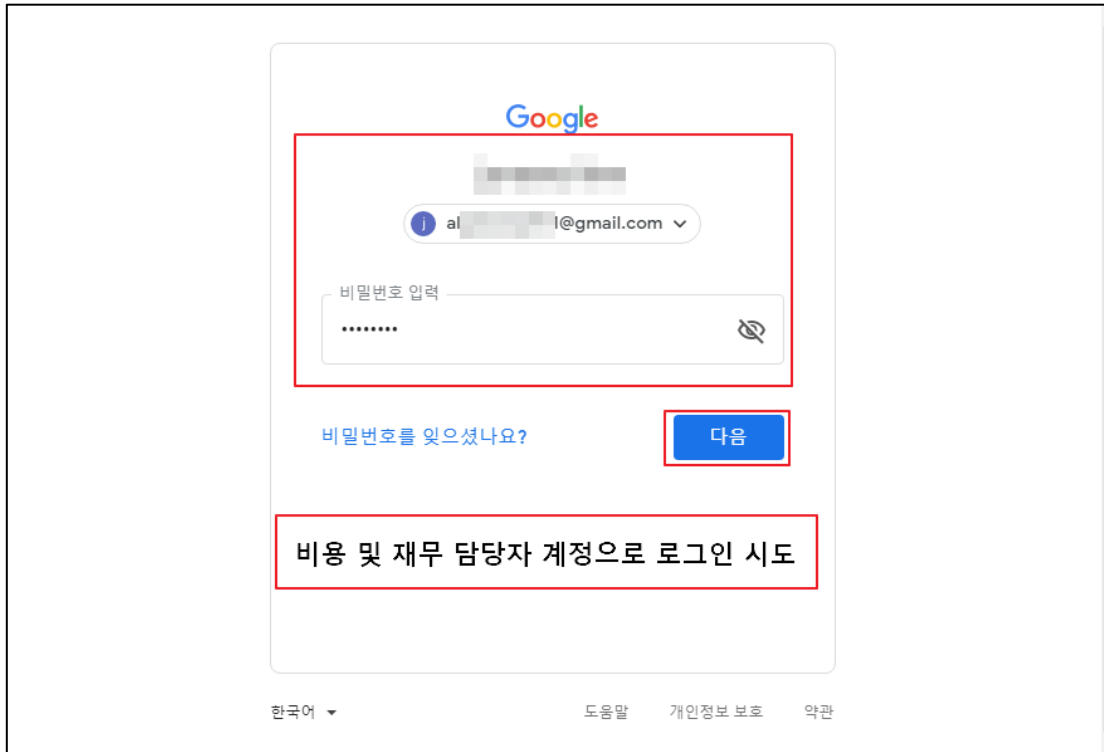 Google
j al l@gmail.com
비밀번호 입력
••••••••
비밀번호를 잊으셨나요?
다음
비용 및 재무 담당자 계정으로 로그인 시도
한국어
도움말 개인정보 보호 약관